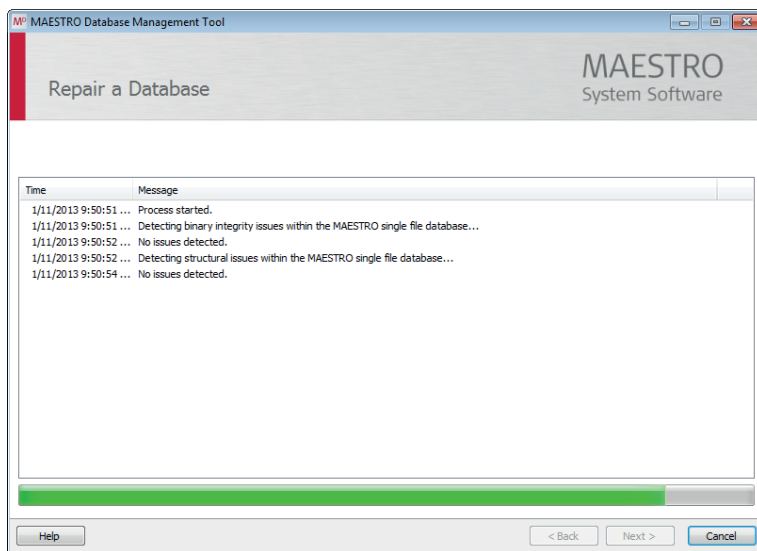 MAESTRO Database Management Tool
MAESTRO
System Software
Repair a Database
Time Message
1/11/2013 9:50:51 ... Process started.
1/11/2013 9:50:51 ... Detecting binary integrity issues within the MAESTRO single file database...
1/11/2013 9:50:52 ... No issues detected.
1/11/2013 9:50:52 ... Detecting structural issues within the MAESTRO single file database...
1/11/2013 9:50:54 ... No issues detected.
Help < Back Next > Cancel